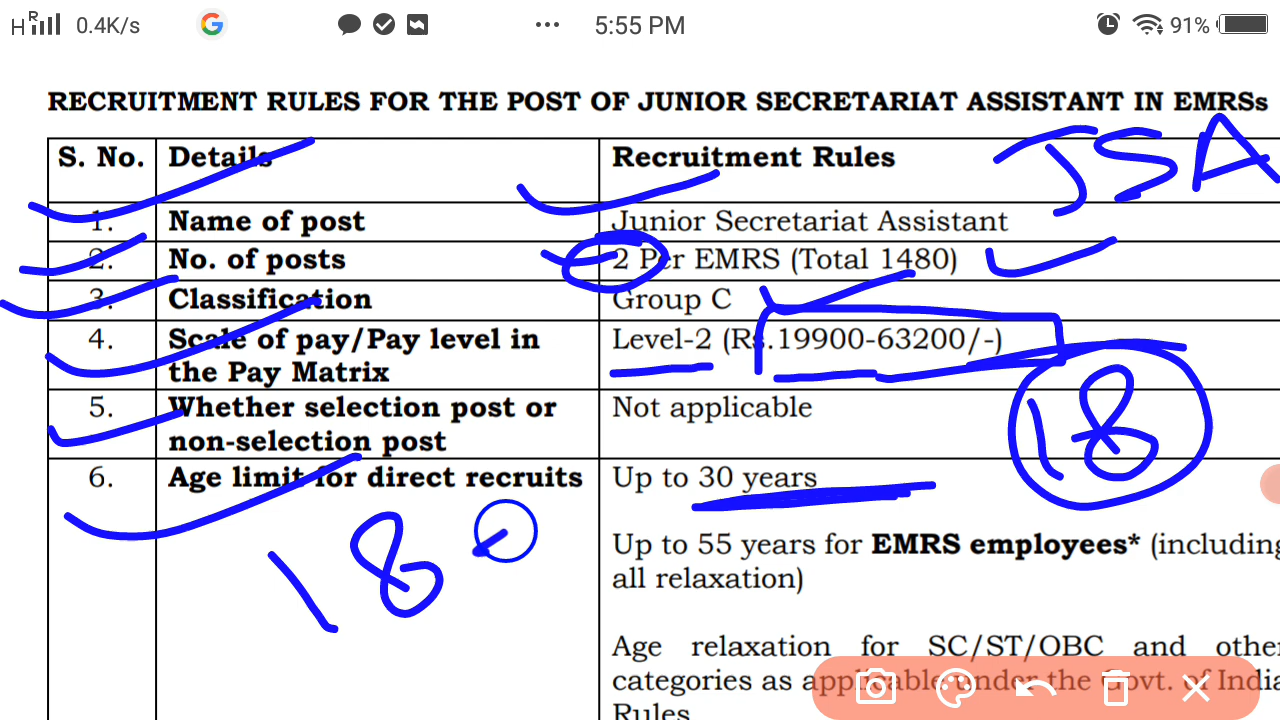 0.4K/s G ... 5:55 PM 91%
RECRUITMENT RULES FOR THE POST OF JUNIOR SECRETARIAT ASSISTANT IN EMRSs
JSA
S. No. Details Recruitment Rules
1. Name of post Junior Secretariat Assistant
2. No. of posts 2 Per EMRS (Total 1480)
3. Classification Group C
4. Scale of pay/Pay level in Level-2 (Rs.19900-63200/-)
the Pay Matrix
5. Whether selection post or Not applicable
non-selection post
18
6. Age limit for direct recruits Up to 30 years
18
Up to 55 years for EMRS employees* (including
all relaxation)
Age relaxation for SC/ST/OBC and other
categories as applicable under the Govt. of India
Rules